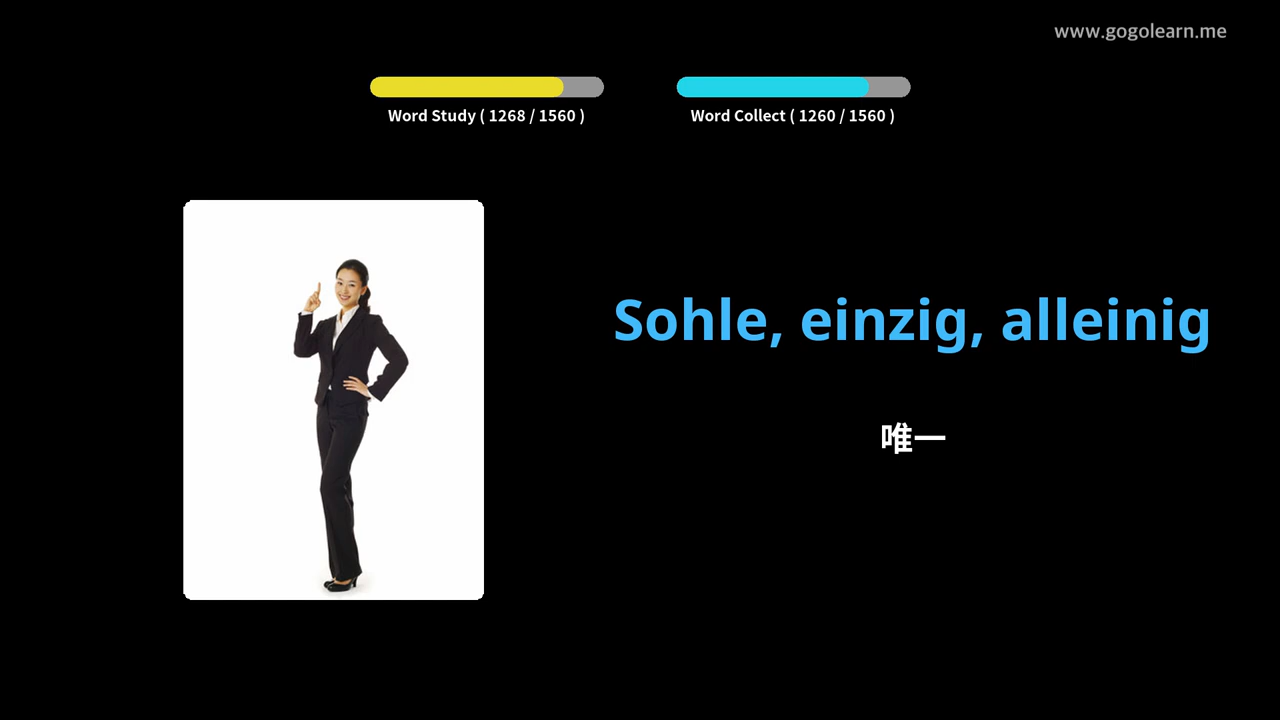 www.gogolearn.me
Word Study ( 1268 / 1560 )
Word Collect ( 1260 / 1560 )
Sohle, einzig, alleinig
唯一